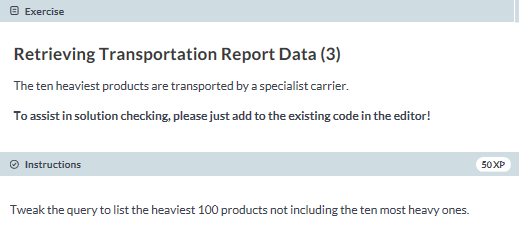 Exercise
Retrieving Transportation Report Data (3)
The ten heaviest products are transported by a specialist carrier.
To assist in solution checking, please just add to the existing code in the editor!
Instructions
50 XP
Tweak the query to list the heaviest 100 products not including the ten most heavy ones.